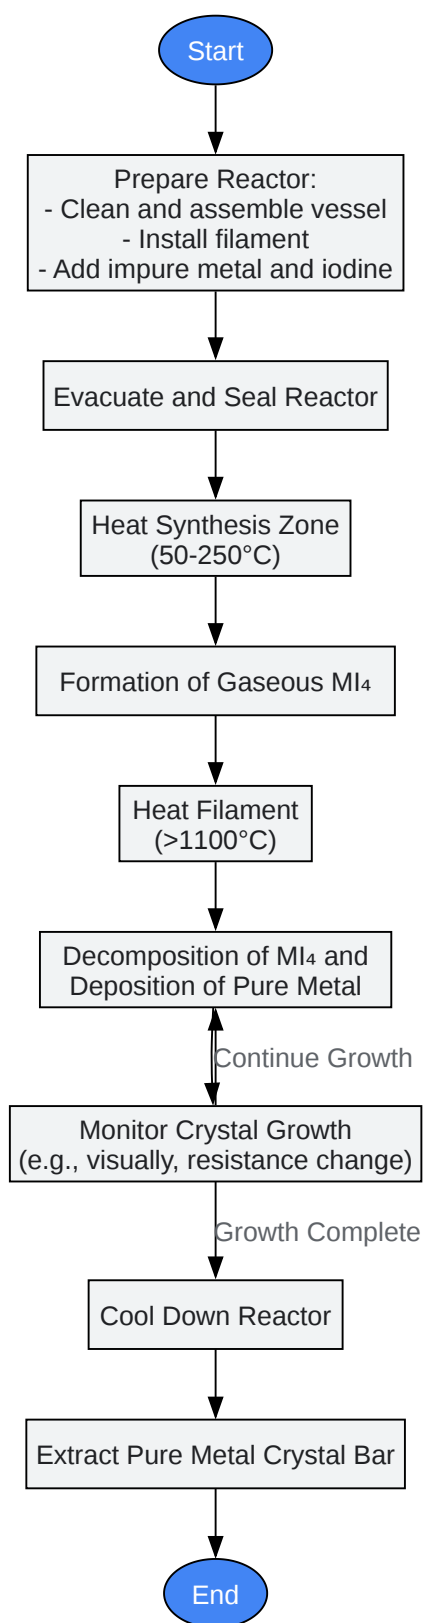 Start
Prepare Reactor:
- Clean and assemble vessel
- Install filament
- Add impure metal and iodine
Evacuate and Seal Reactor
Heat Synthesis Zone
(50-250°C)
Formation of Gaseous MI₄
Heat Filament
(>1100°C)
Decomposition of MI₄ and
Deposition of Pure Metal
Continue Growth
Monitor Crystal Growth
(e.g., visually, resistance change)
Growth Complete
Cool Down Reactor
Extract Pure Metal Crystal Bar
End